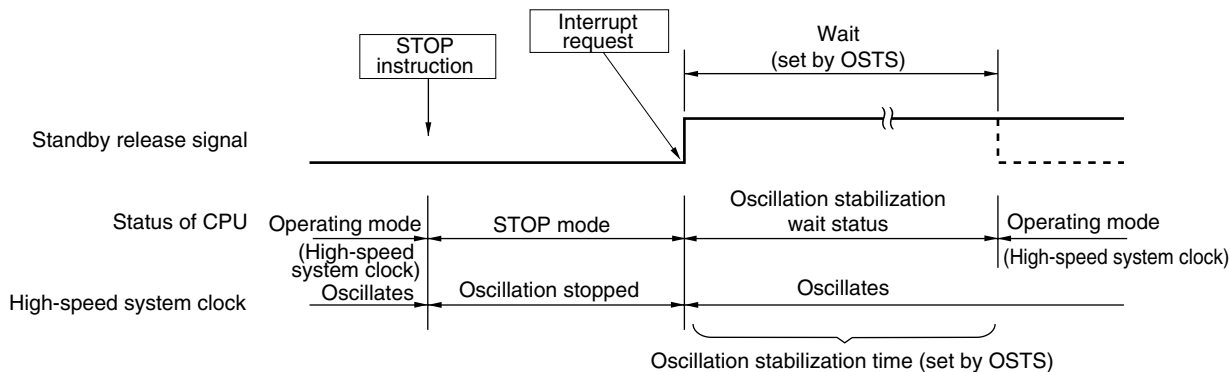 Interrupt
request
Wait
(set by OSTS)
STOP
instruction
Standby release signal
Status of CPU
Operating mode
(High-speed
system clock)
STOP mode
Oscillation stabilization
wait status
Operating mode
(High-speed system clock)
High-speed system clock
Oscillates
Oscillation stopped
Oscillates
Oscillation stabilization time (set by OSTS)